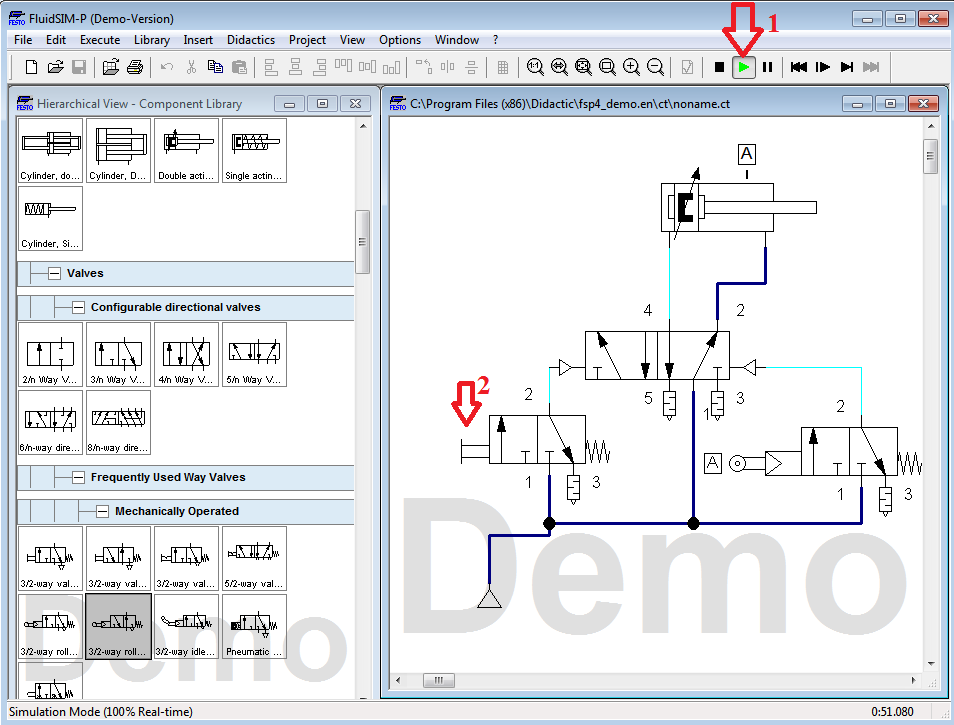 FluidSIM-P (Demo-Version)
File Edit Execute Library Insert Didactics Project View Options Window ?
1
Hierarchical View - Component Library
Cylinder, do... Cylinder, D... Double acti... Single actin...
Cylinder, Si...
Valves
Configurable directional valves
2/n Way V... 3/n Way V... 4/n Way V... 5/n Way V...
6/n-way dire... 8/n-way dire...
Frequently Used Way Valves
Mechanically Operated
3/2-way val... 3/2-way val... 3/2-way val... 5/2-way val...
3/2-way roll... 3/2-way roll... 3/2-way idle... Pneumatic ...
Demo
C:\Program Files (x86)\Didactic\fsp4_demo.en\ct\noname.ct
A
4 2
5 1 3
2
2
1 3
A
2
1 3
Demo
Simulation Mode (100% Real-time) 0:51.080